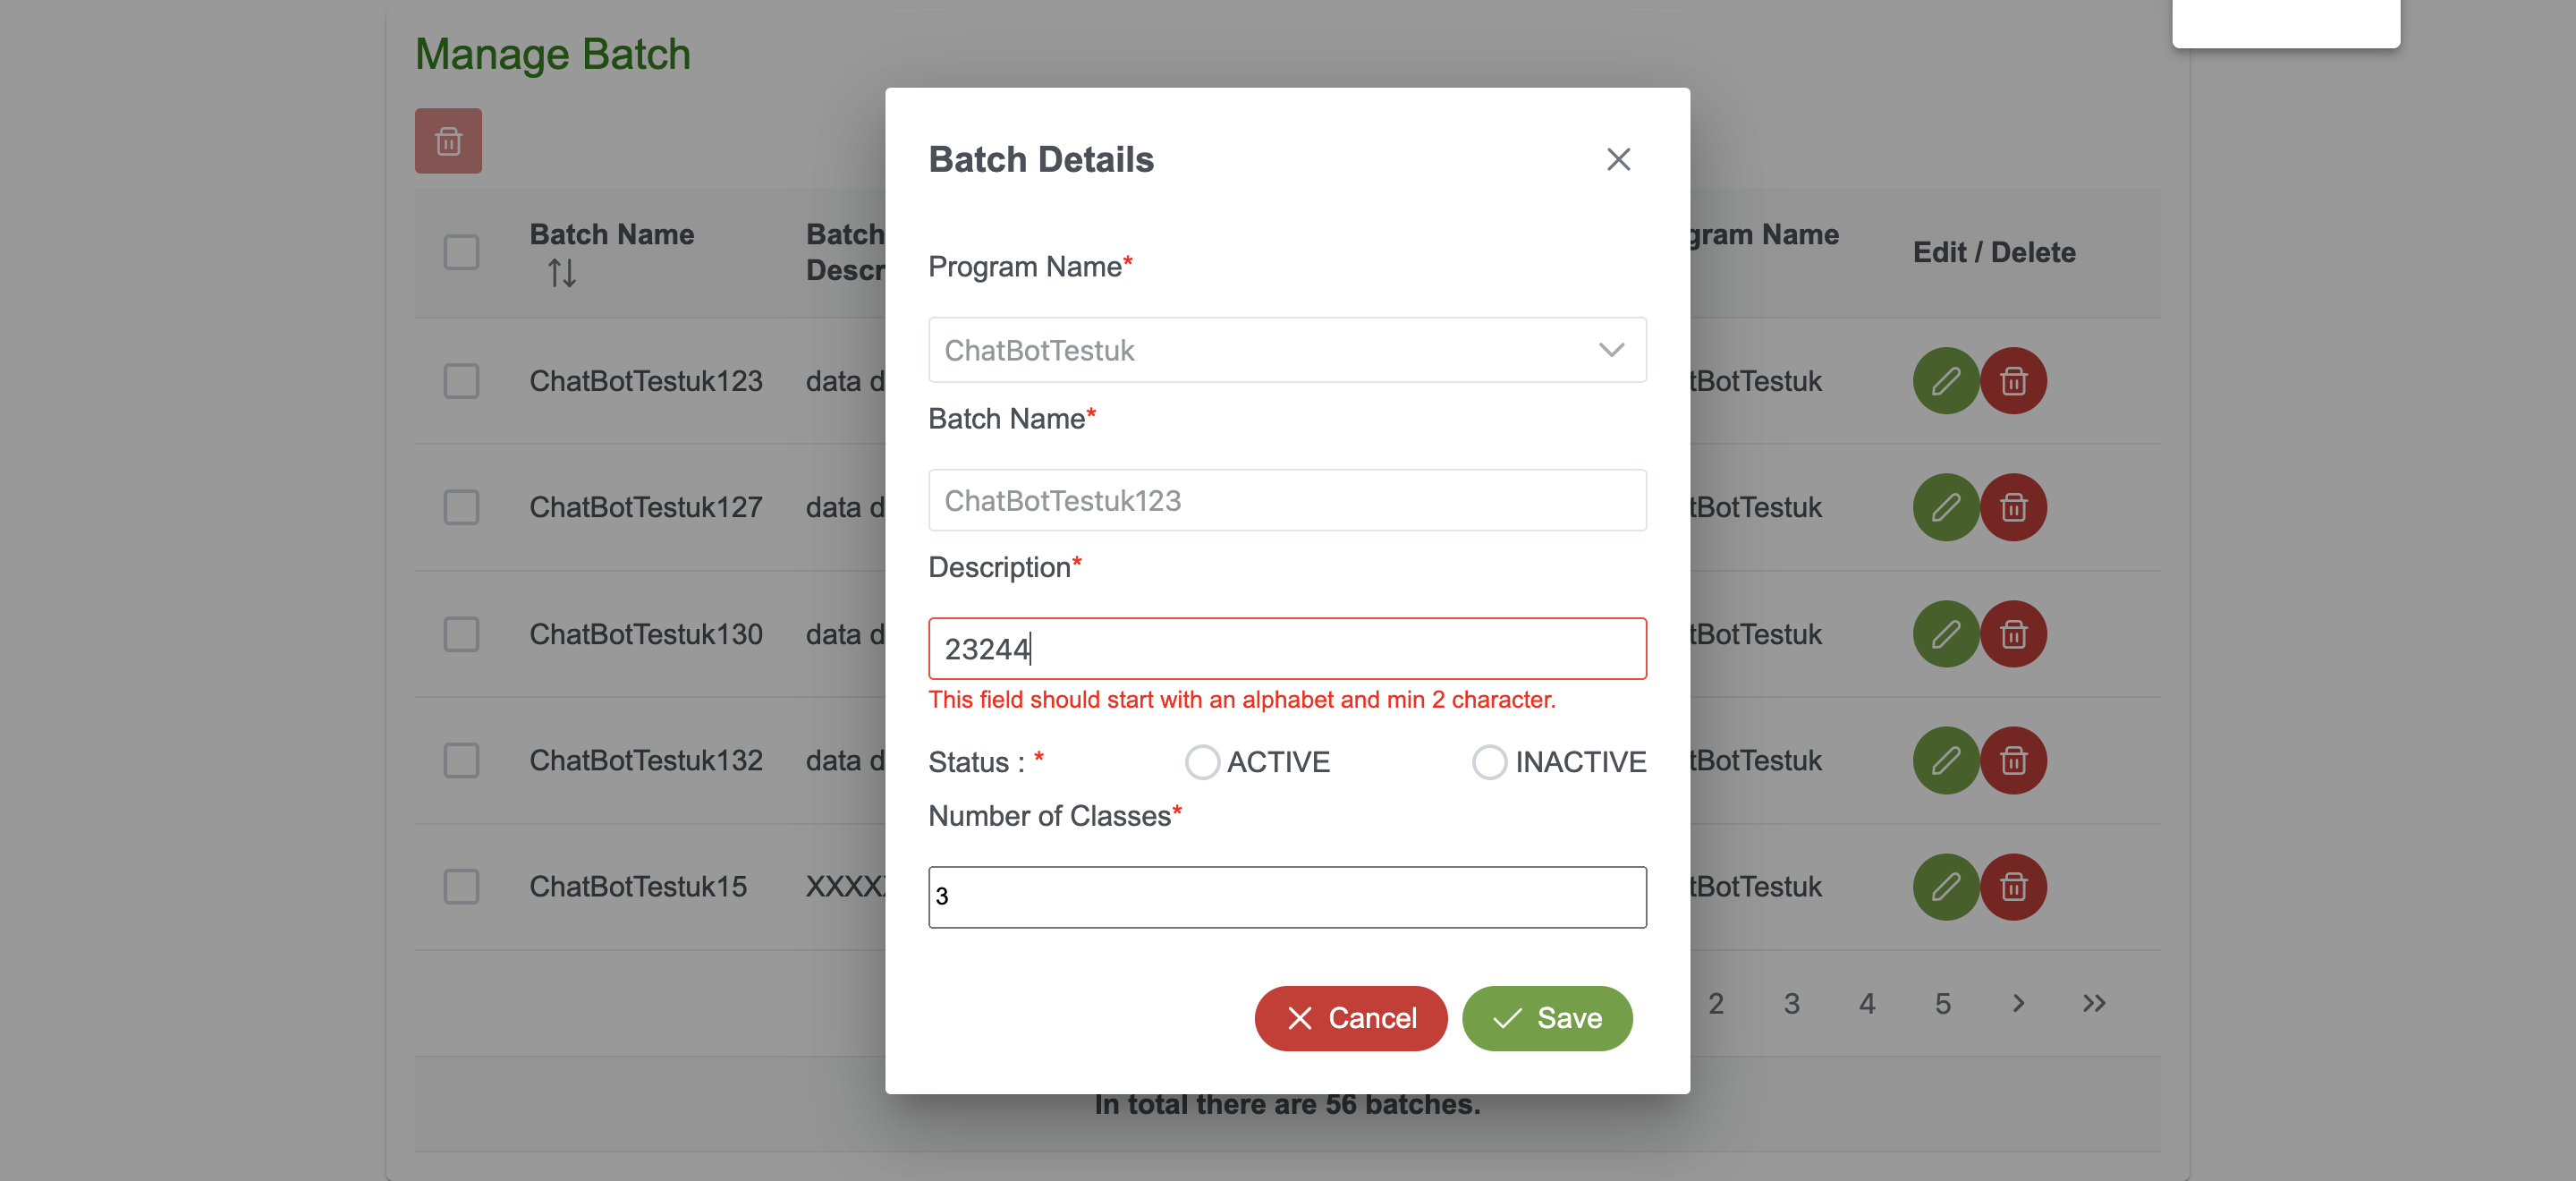 Manage Batch
Batch Details
Batch Name
Batch
Descr
gram Name
Edit / Delete
Program Name*
ChatBotTestuk
Batch Name*
ChatBotTestuk123
Description*
23244
This field should start with an alphabet and min 2 character.
Status : * ACTIVE INACTIVE
Number of Classes*
3
Cancel Save
ChatBotTestuk123 data d tBotTestuk
ChatBotTestuk127 data d tBotTestuk
ChatBotTestuk130 data d tBotTestuk
ChatBotTestuk132 data d tBotTestuk
ChatBotTestuk15 XXXX tBotTestuk
2 3 4 5 > >>
In total there are 56 batches.